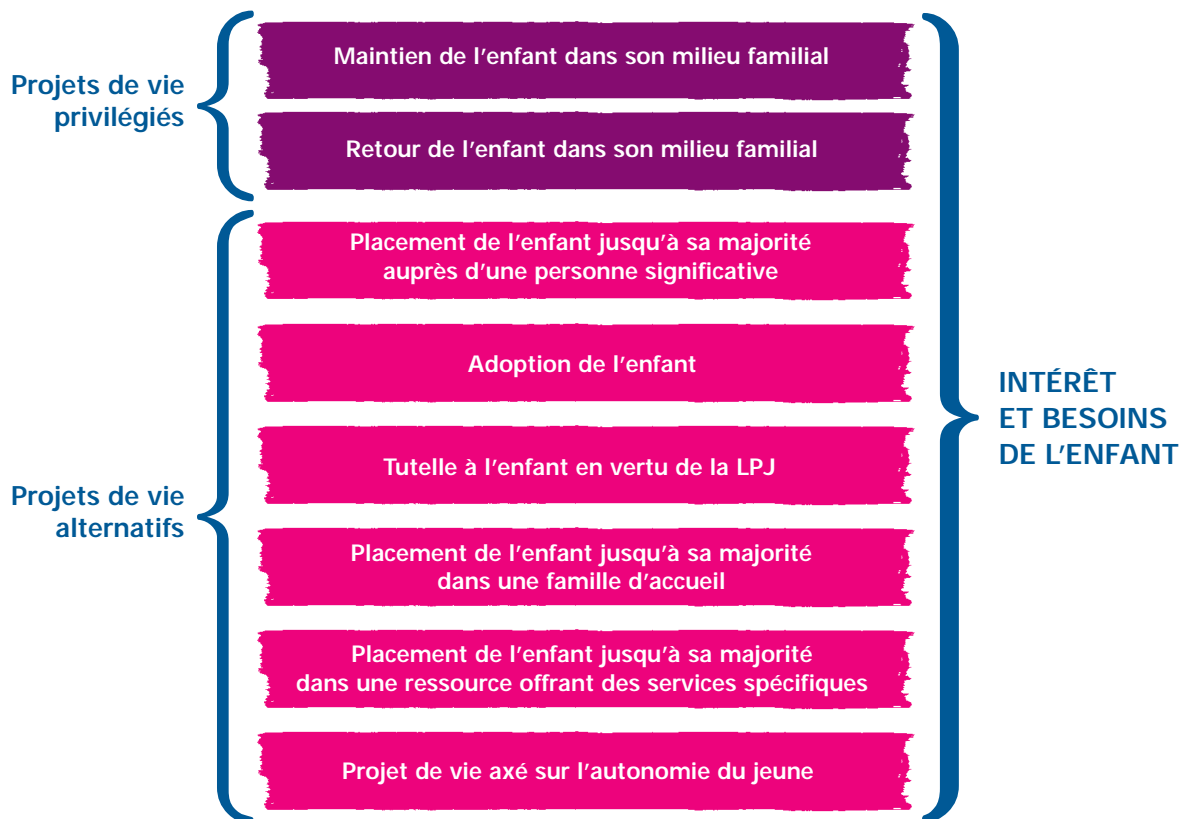 Projets de vie
privilégiés
Maintien de l'enfant dans son milieu familial
Retour de l'enfant dans son milieu familial
Projets de vie
alternatifs
Placement de l'enfant jusqu'à sa majorité
auprès d'une personne significative
Adoption de l'enfant
Tutelle à l'enfant en vertu de la LPJ
Placement de l'enfant jusqu'à sa majorité
dans une famille d'accueil
Placement de l'enfant jusqu'à sa majorité
dans une ressource offrant des services spécifiques
Projet de vie axé sur l'autonomie du jeune
INTÉRÊT
ET BESOINS
DE L'ENFANT